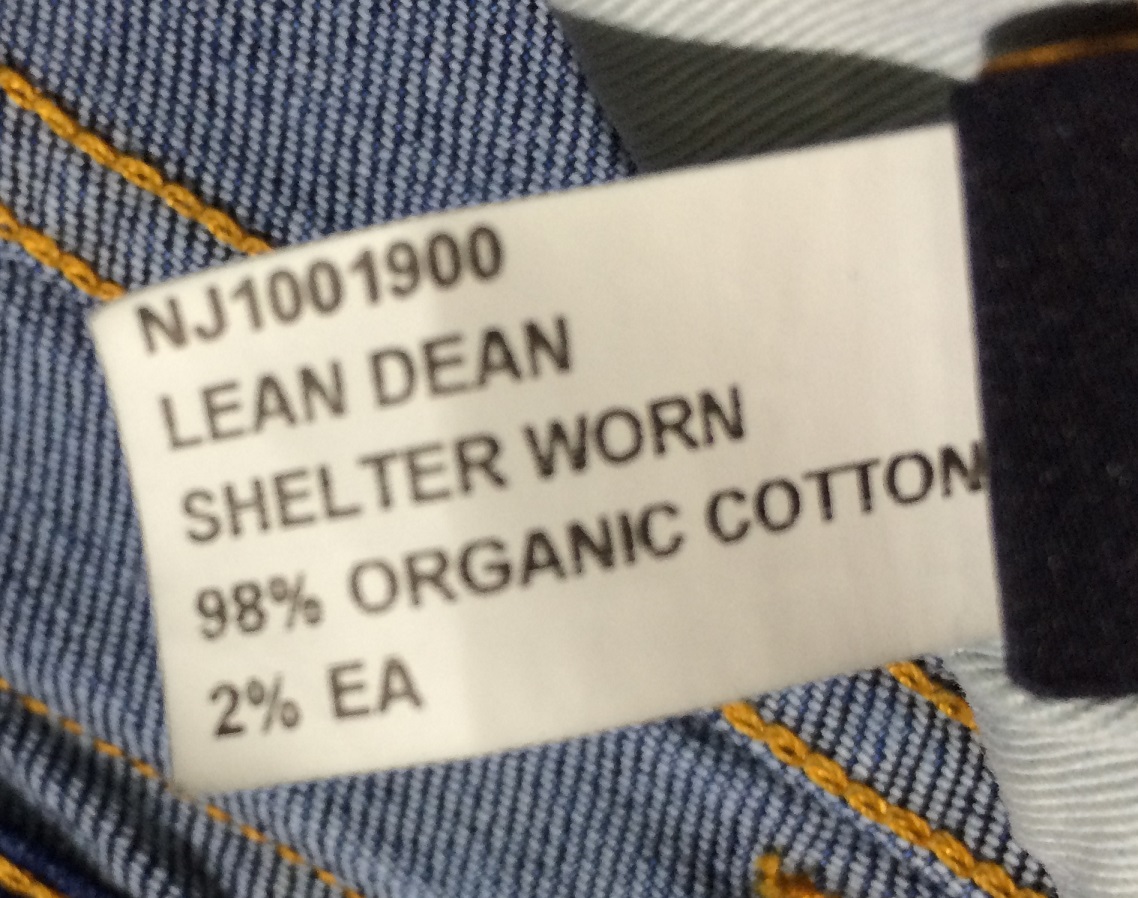 NJ1001900
LEAN DEAN
SHELTER WORN
98% ORGANIC COTTON
2% EA